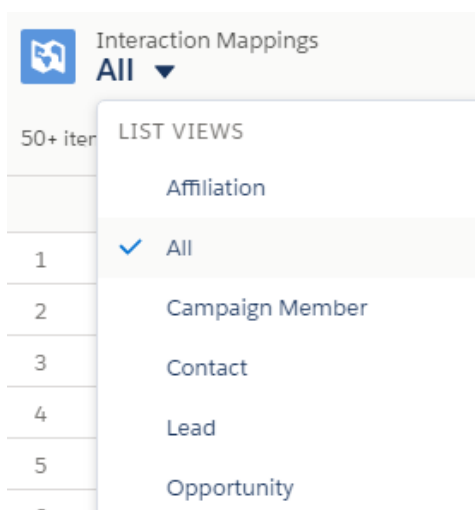 Interaction Mappings
All
50+ iter
LIST VIEWS
Affiliation
All
Campaign Member
Contact
Lead
Opportunity
1
2
3
4
5